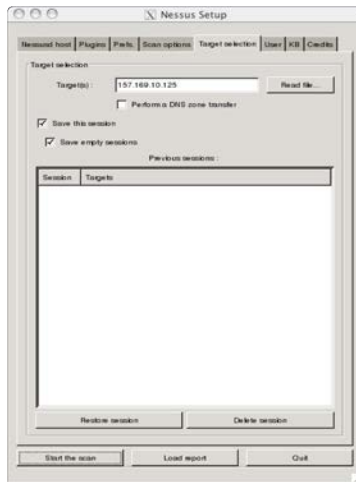 Nessus Setup
Nessusd host Plugins Prefs. Scan options Target selection User KB Credits
Target selection
Target(s) : 157.169.10.125 Read file...
Perform a DNS zone transfer
Save this session
Save empty sessions
Previous sessions :
Session Targets
Restore session Delete session
Start the scan Load report Quit